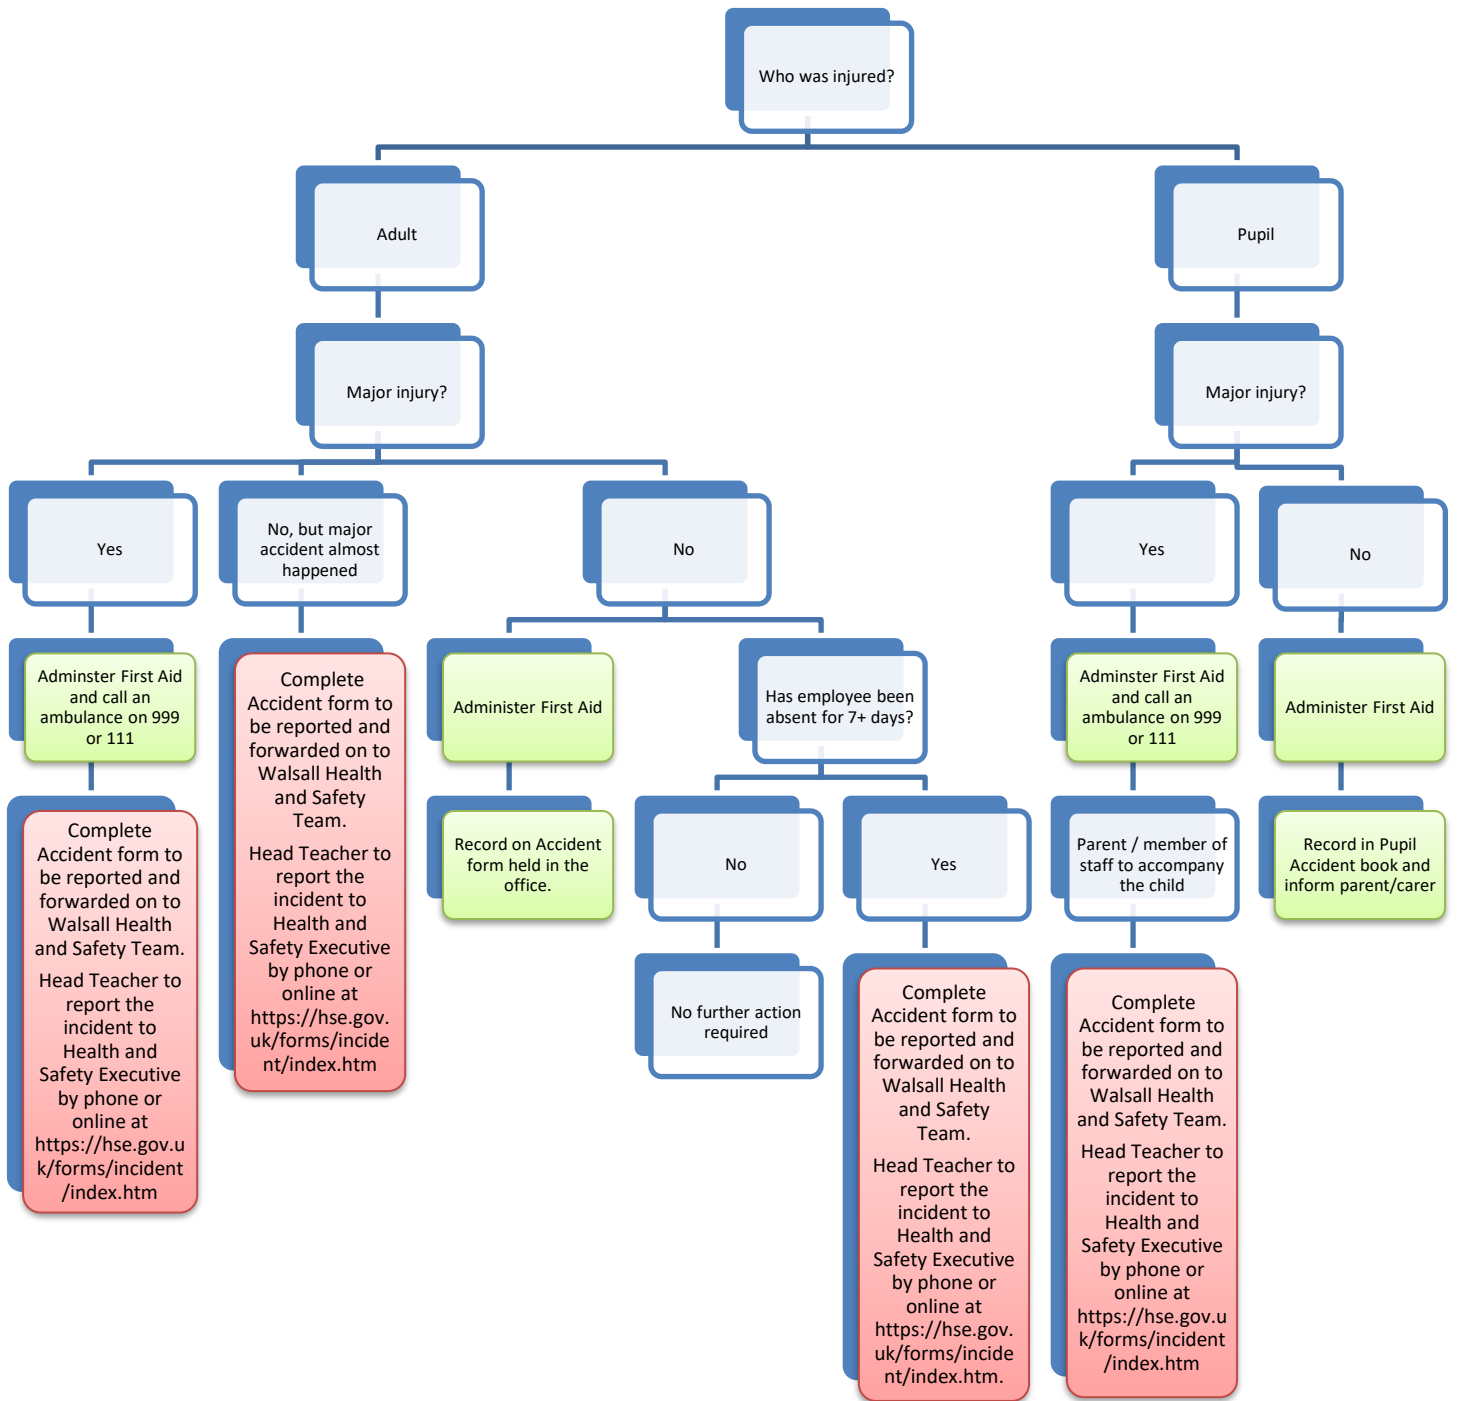 Who was injured?
Adult
Pupil
Major injury?
Major injury?
Yes
No, but major
accident almost
happened
No
Yes
No
Adminster First Aid
and call an
ambulance on 999
or 111
Complete
Accident form to
be reported and
forwarded on to
Walsall Health
and Safety Team.
Head Teacher to
report the
incident to
Health and
Safety Executive
by phone or
online at
https://hse.gov.u
k/forms/incident
/index.htm
Complete
Accident form to
be reported and
forwarded on to
Walsall Health
and Safety
Team.
Head Teacher to
report the
incident to
Health and
Safety Executive
by phone or
online at
https://hse.gov.
uk/forms/incide
nt/index.htm
Administer First Aid
Record on Accident
form held in the
office.
Has employee been
absent for 7+ days?
No
No further action
required
Yes
Complete
Accident form to
be reported and
forwarded on to
Walsall Health
and Safety
Team.
Head Teacher to
report the
incident to
Health and
Safety Executive
by phone or
online at
https://hse.gov.
uk/forms/incide
nt/index.htm.
Adminster First Aid
and call an
ambulance on 999
or 111
Parent / member of
staff to accompany
the child
Complete
Accident form to
be reported and
forwarded on to
Walsall Health
and Safety Team.
Head Teacher to
report the
incident to
Health and
Safety Executive
by phone or
online at
https://hse.gov.u
k/forms/incident
/index.htm
Administer First Aid
Record in Pupil
Accident book and
inform parent/carer